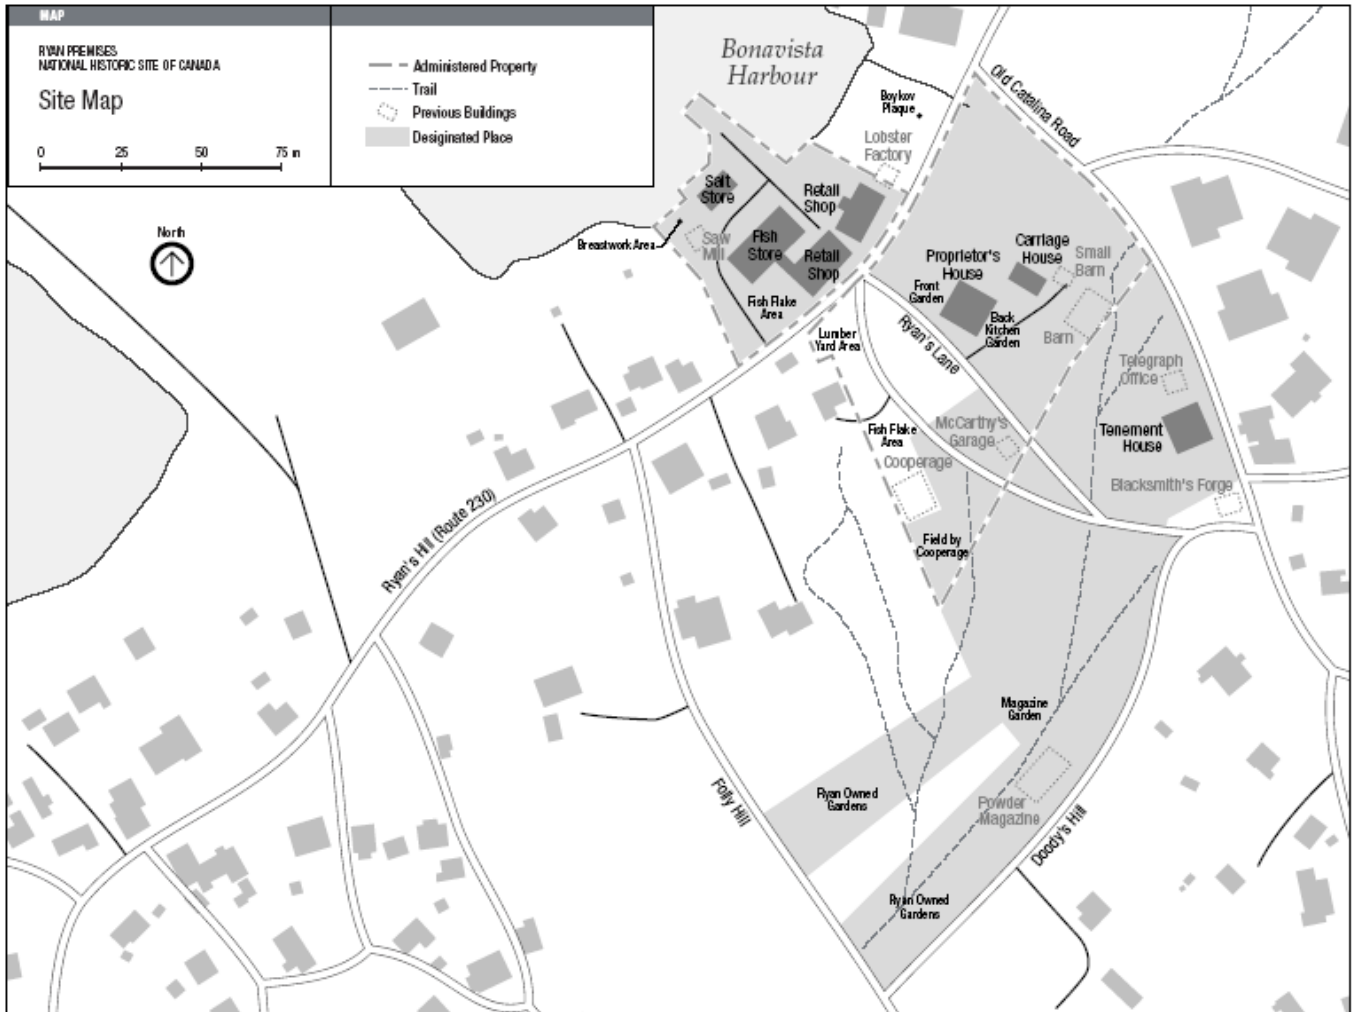 MAP
RYAN PREMISES
NATIONAL HISTORIC SITE OF CANADA
Site Map
0 25 50 75 m
Administered Property
Trail
Previous Buildings
Desiginated Place
North
Bonavista
Harbour
Boykov
Plaque
Old Catalina Road
Lobster
Factory
Salt
Store
Retail
Shop
Breastwork Area
Saw
Mill
Fish
Store
Retail
Shop
Fish Flake
Area
Proprietor's
House
Carriage
House
Small
Barn
Front
Garden
Back
Kitchen
Garden
Barn
Lumber
Yard Area
Ryan's Lane
Telegraph
Office
Tenement
House
McCarthy's
Garage
Fish Flake
Area
Cooperage
Blacksmith's Forge
Field by
Cooperage
Ryan's Hill (Route 230)
Magazine
Garden
Folly Hill
Ryan Owned
Gardens
Powder
Magazine
Doody's Hill
Ryan Owned
Gardens